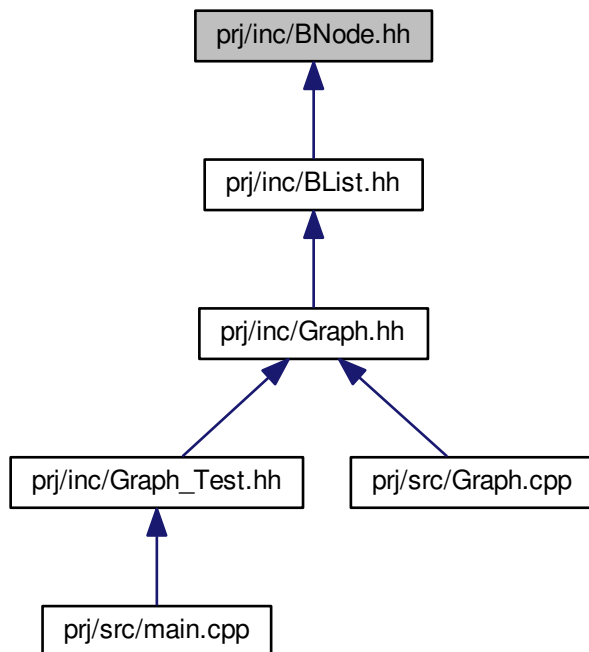 prj/inc/BNode.hh
prj/inc/BList.hh
prj/inc/Graph.hh
prj/inc/Graph_Test.hh
prj/src/Graph.cpp
prj/src/main.cpp